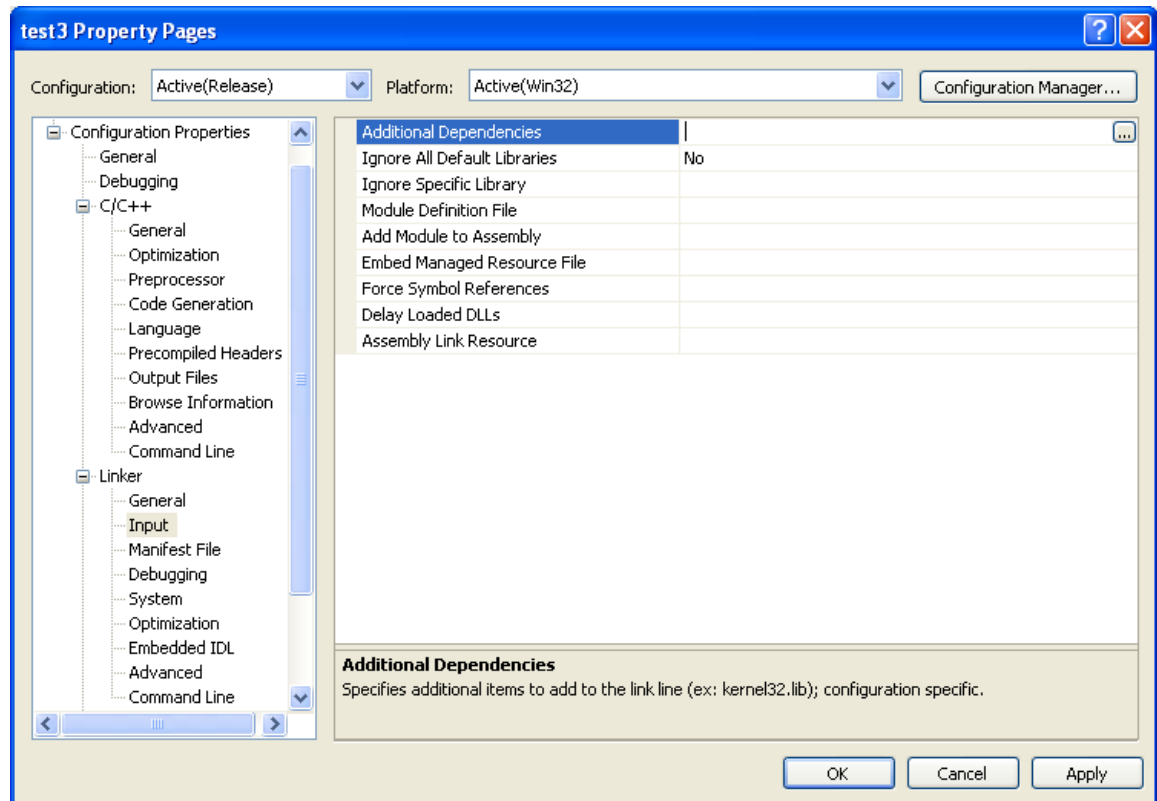 test3 Property Pages
Configuration: Active(Release) Platform: Active(Win32) Configuration Manager...
Configuration Properties
General
Debugging
C/C++
General
Optimization
Preprocessor
Code Generation
Language
Precompiled Headers
Output Files
Browse Information
Advanced
Command Line
Linker
General
Input
Manifest File
Debugging
System
Optimization
Embedded IDL
Advanced
Command Line
Additional Dependencies ...
Ignore All Default Libraries No
Ignore Specific Library
Module Definition File
Add Module to Assembly
Embed Managed Resource File
Force Symbol References
Delay Loaded DLLs
Assembly Link Resource
Additional Dependencies
Specifies additional items to add to the link line (ex: kernel32.lib); configuration specific.
OK Cancel Apply